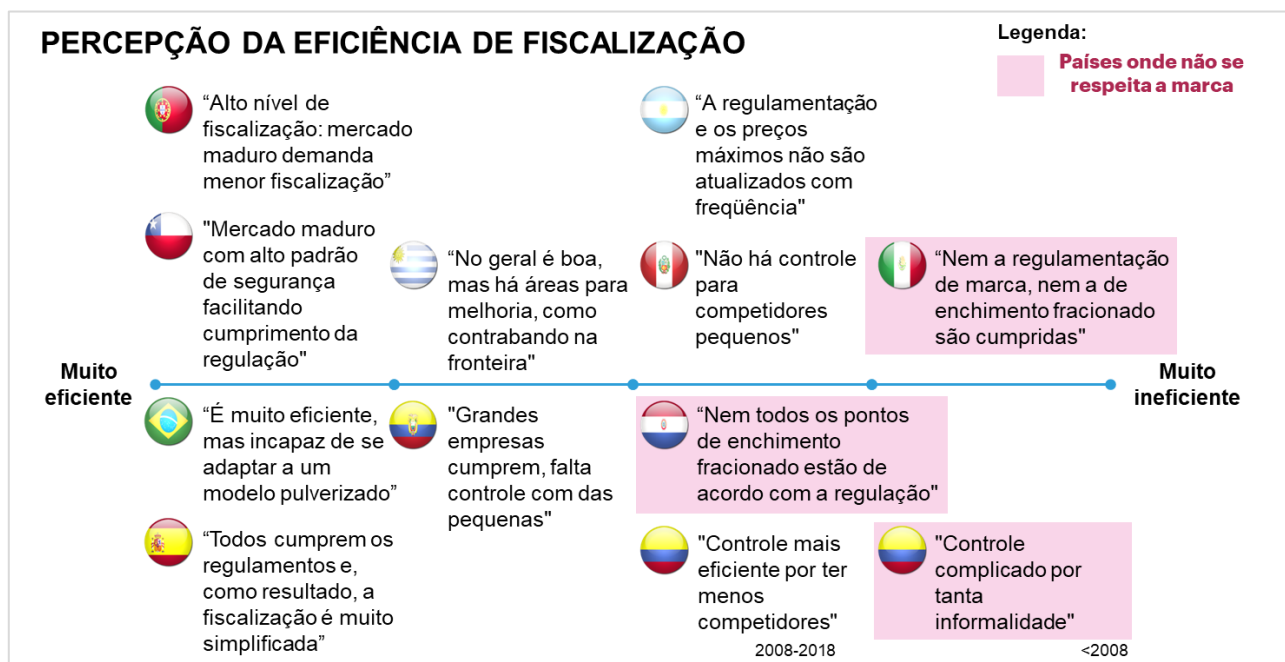 PERCEPÇÃO DA EFICIÊNCIA DE FISCALIZAÇÃO
Legenda:
Países onde não se
respeita a marca
“Alto nível de
fiscalização: mercado
maduro demanda
menor fiscalização”
“A regulamentação
e os preços
máximos não são
atualizados com
freqüência"
"Mercado maduro
com alto padrão
de segurança
facilitando
cumprimento da
regulação"
“No geral é boa,
mas há áreas para
melhoria, como
contrabando na
fronteira"
"Não há controle
para
competidores
pequenos"
“Nem a regulamentação
de marca, nem a de
enchimento fracionado
são cumpridas"
Muito
eficiente
Muito
ineficiente
“É muito eficiente,
mas incapaz de se
adaptar a um
modelo pulverizado”
"Grandes
empresas
cumprem, falta
controle com das
pequenas"
“Nem todos os pontos
de enchimento
fracionado estão de
acordo com a regulação"
“Todos cumprem os
regulamentos e,
como resultado, a
fiscalização é muito
simplificada”
"Controle mais
eficiente por ter
menos
competidores"
2008-2018
"Controle
complicado por
tanta
informalidade"
<2008